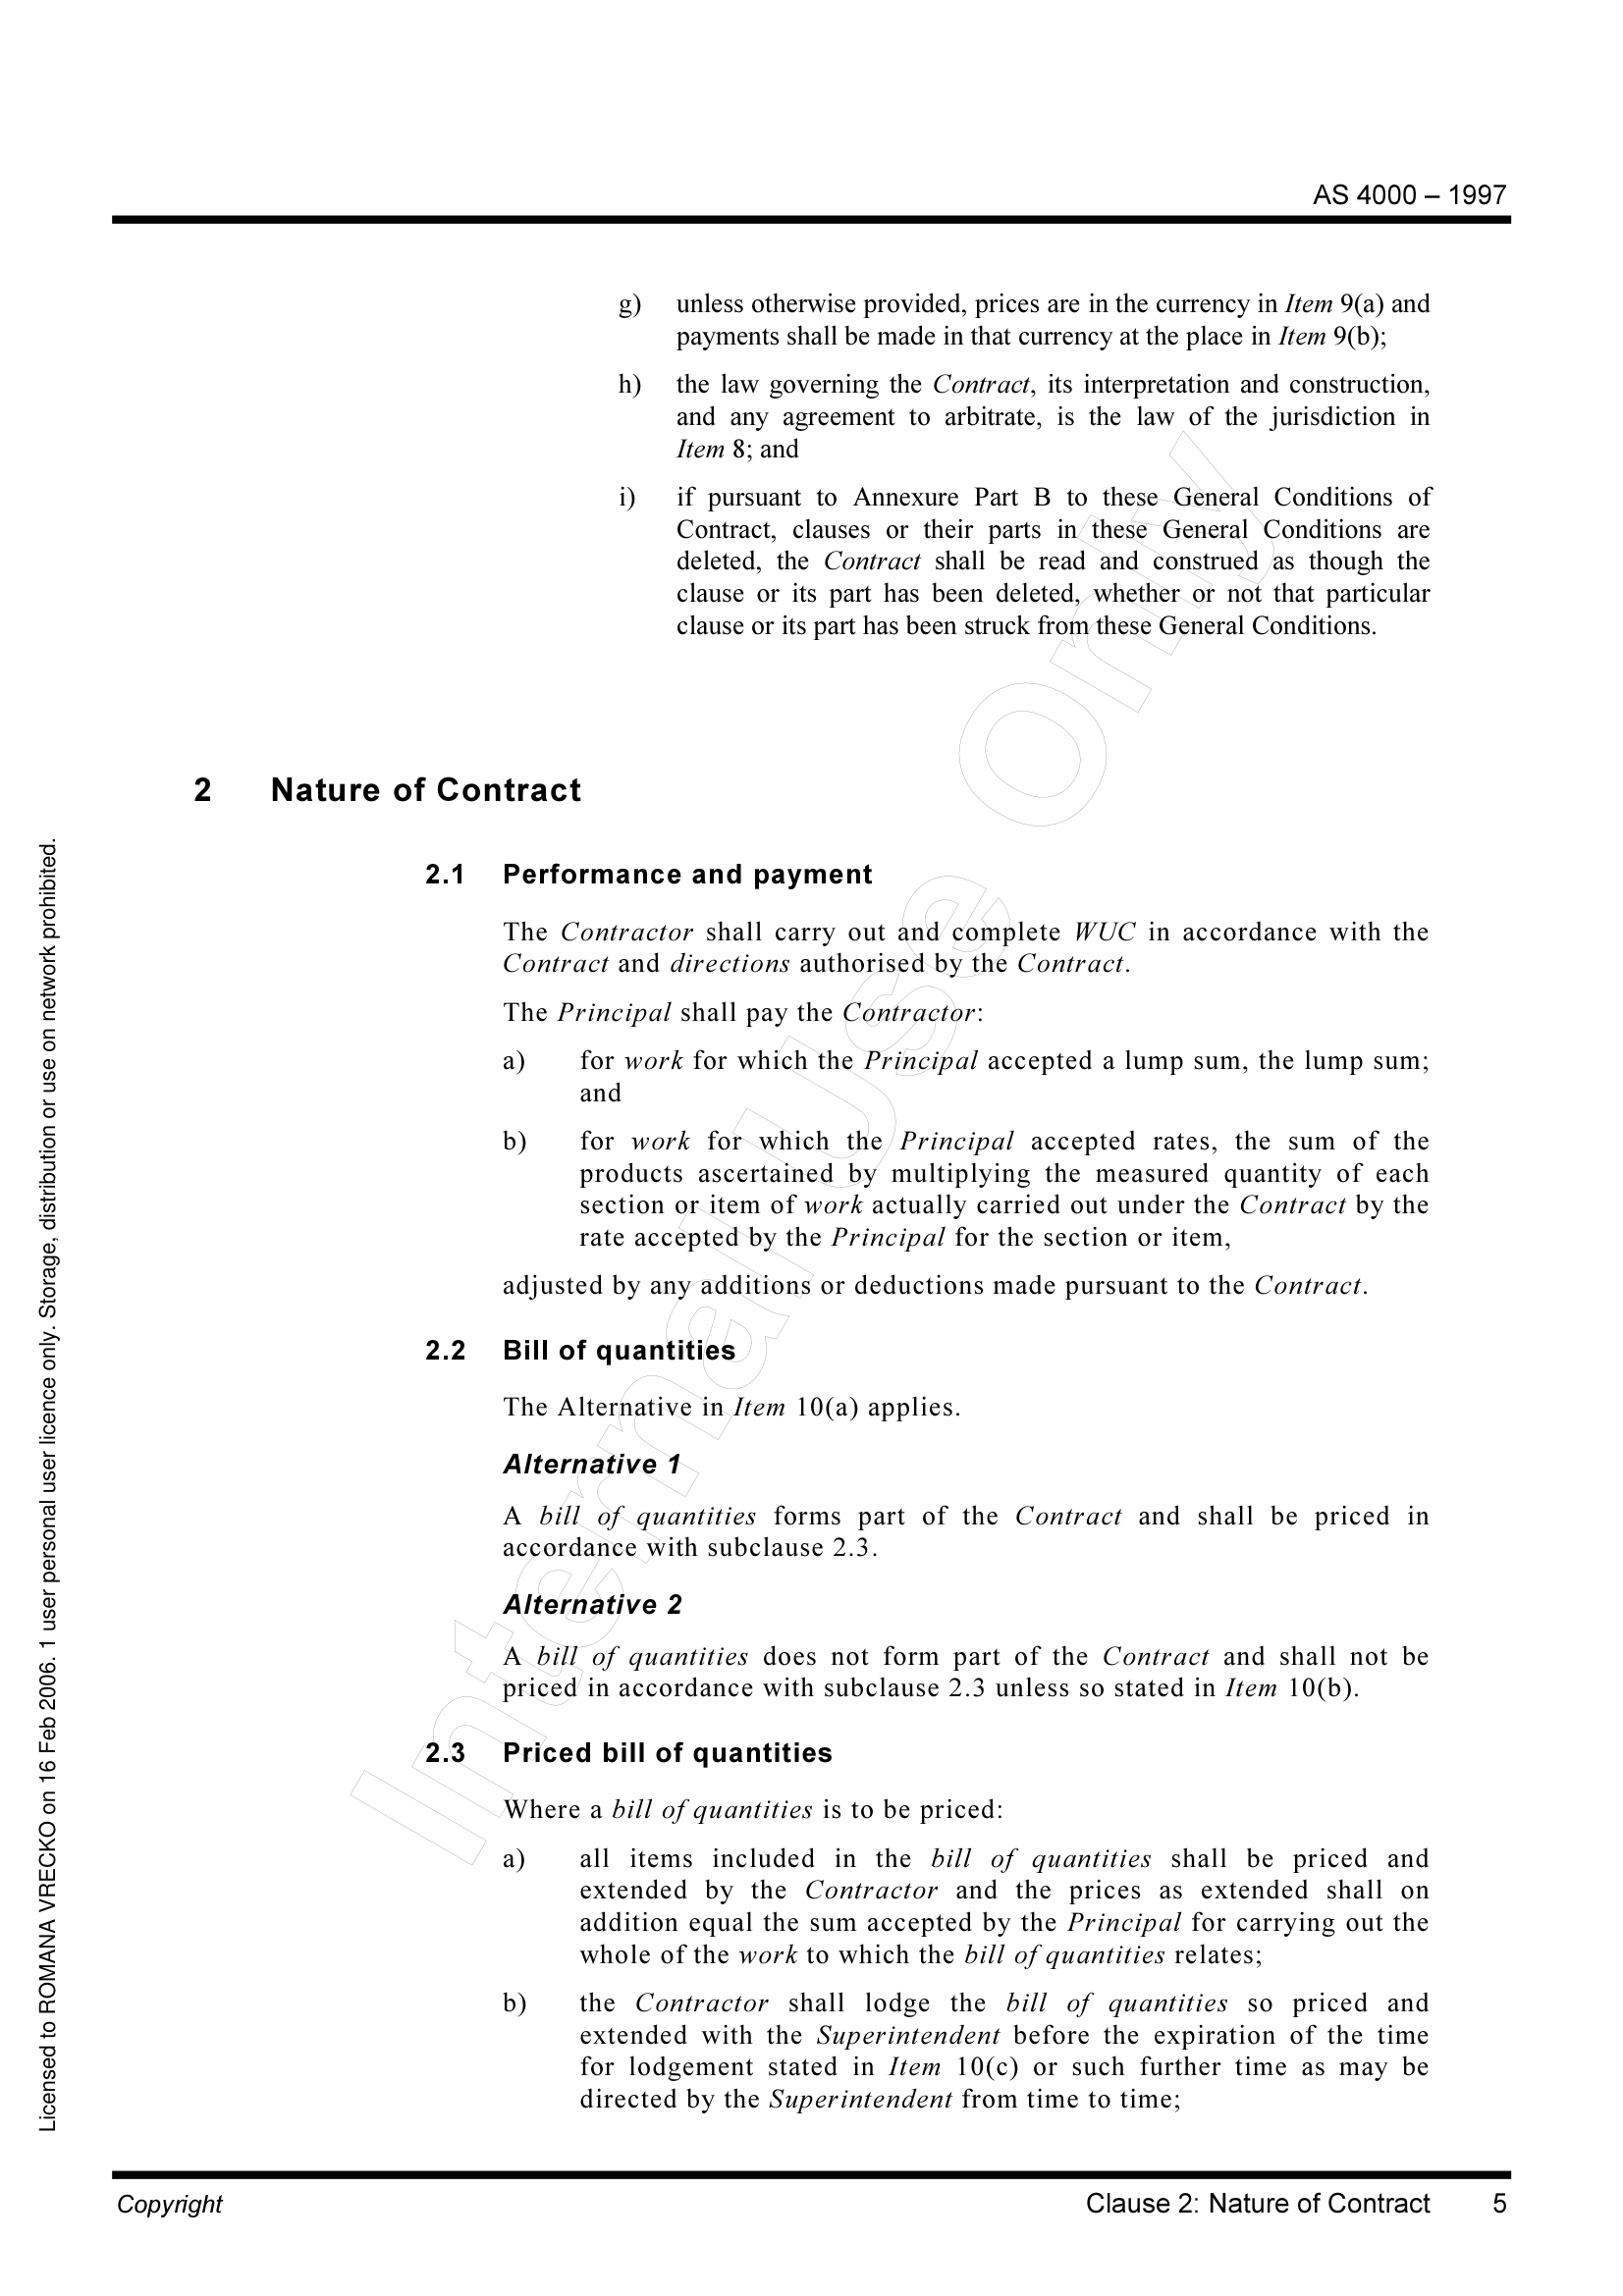 AS 4000 – 1997
g) unless otherwise provided, prices are in the currency in Item 9(a) and
payments shall be made in that currency at the place in Item 9(b);
h) the law governing the Contract, its interpretation and construction,
and any agreement to arbitrate, is the law of the jurisdiction in
Item 8; and
i) if pursuant to Annexure Part B to these General Conditions of
Contract, clauses or their parts in these General Conditions are
deleted, the Contract shall be read and construed as though the
clause or its part has been deleted, whether or not that particular
clause or its part has been struck from these General Conditions.
2 Nature of Contract
2.1 Performance and payment
The Contractor shall carry out and complete WUC in accordance with the
Contract and directions authorised by the Contract.
The Principal shall pay the Contractor:
a) for work for which the Principal accepted a lump sum, the lump sum;
and
b) for work for which the Principal accepted rates, the sum of the
products ascertained by multiplying the measured quantity of each
section or item of work actually carried out under the Contract by the
rate accepted by the Principal for the section or item,
adjusted by any additions or deductions made pursuant to the Contract.
2.2 Bill of quantities
The Alternative in Item 10(a) applies.
Alternative 1
A bill of quantities forms part of the Contract and shall be priced in
accordance with subclause 2.3.
Alternative 2
A bill of quantities does not form part of the Contract and shall not be
priced in accordance with subclause 2.3 unless so stated in Item 10(b).
2.3 Priced bill of quantities
Where a bill of quantities is to be priced:
a) all items included in the bill of quantities shall be priced and
extended by the Contractor and the prices as extended shall on
addition equal the sum accepted by the Principal for carrying out the
whole of the work to which the bill of quantities relates;
b) the Contractor shall lodge the bill of quantities so priced and
extended with the Superintendent before the expiration of the time
for lodgement stated in Item 10(c) or such further time as may be
directed by the Superintendent from time to time;
Copyright Clause 2: Nature of Contract 5
Licensed to ROMANA VRECKO on 16 Feb 2006. 1 user personal user licence only. Storage, distribution or use on network prohibited.
Internal use only